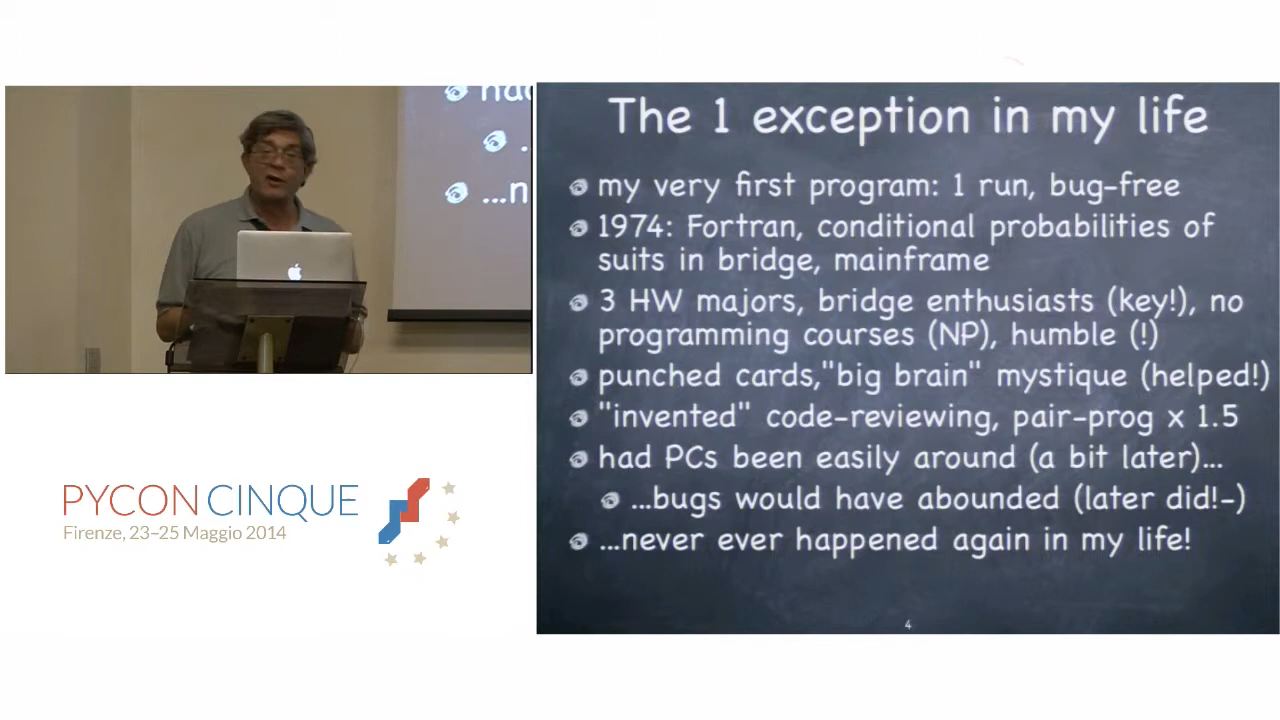 had
...n
The 1 exception in my life
my very first program: 1 run, bug-free
1974: Fortran, conditional probabilities of
suits in bridge, mainframe
3 HW majors, bridge enthusiasts (key!), no
programming courses (NP), humble (!)
punched cards,"big brain" mystique (helped!)
"invented" code-reviewing, pair-prog x 1.5
had PCs been easily around (a bit later)...
...bugs would have abounded (later did!-)
...never ever happened again in my life!
4
PYCON CINQUE
Firenze, 23-25 Maggio 2014